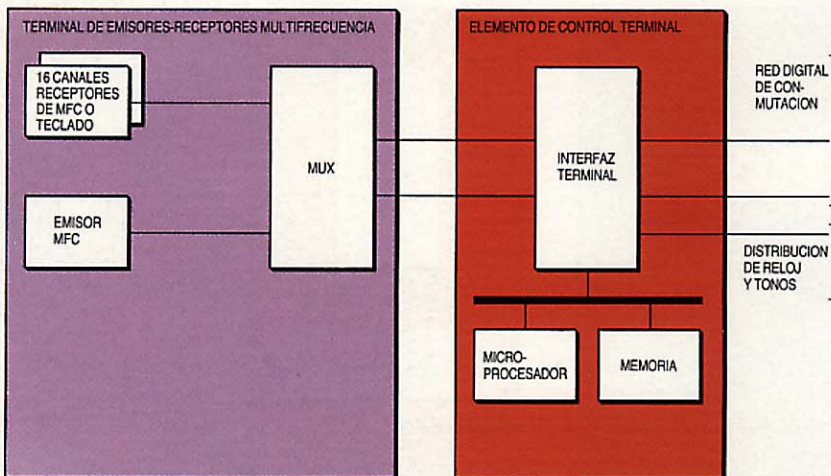 TERMINAL DE EMISORES-RECEPTORES MULTIFRECUENCIA
16 CANALES
RECEPTORES
DE MFC O
TECLADO
MUX
EMISOR
MFC
ELEMENTO DE CONTROL TERMINAL
INTERFAZ
TERMINAL
MICRO-
PROCESADOR
MEMORIA
RED DIGITAL
DE CON-
MUTACION
DISTRIBUCION
DE RELOJ
Y TONOS